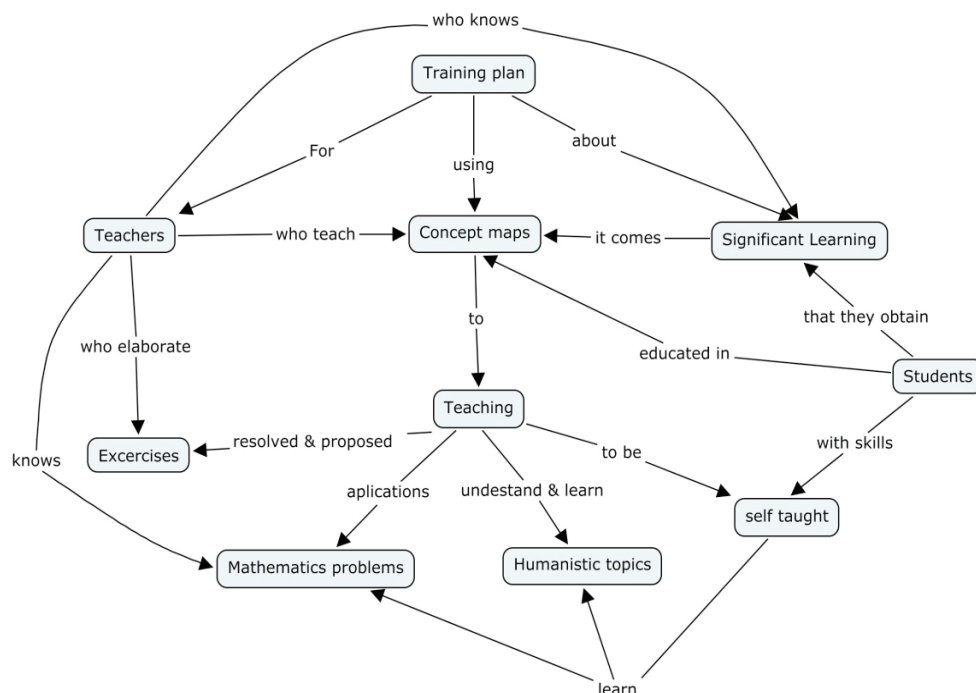 who knows
Training plan
For
using
about
Teachers
who teach
Concept maps
it comes
Significant Learning
to
that they obtain
who elaborate
educated in
Students
Teaching
Excercises
resolved & proposed
with skills
knows
to be
aplications
undestand & learn
self taught
Mathematics problems
Humanistic topics
learn